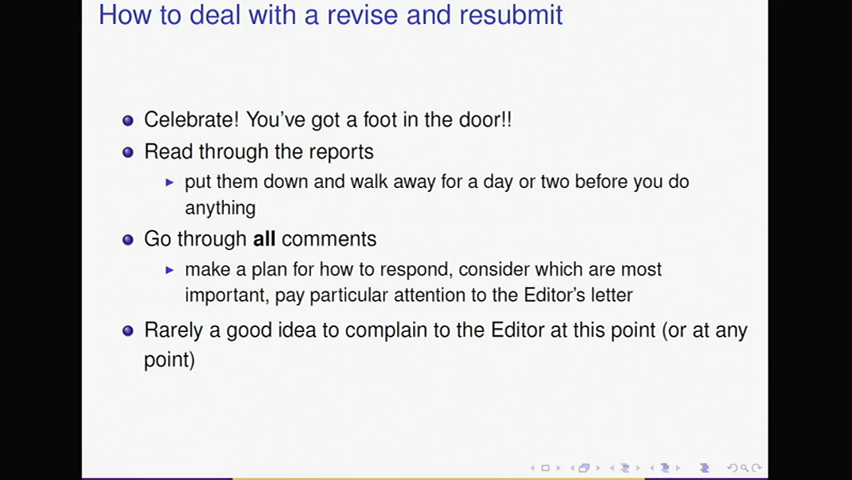 How to deal with a revise and resubmit
Celebrate! You've got a foot in the door!!
Read through the reports
put them down and walk away for a day or two before you do
anything
Go through all comments
make a plan for how to respond, consider which are most
important, pay particular attention to the Editor's letter
Rarely a good idea to complain to the Editor at this point (or at any
point)